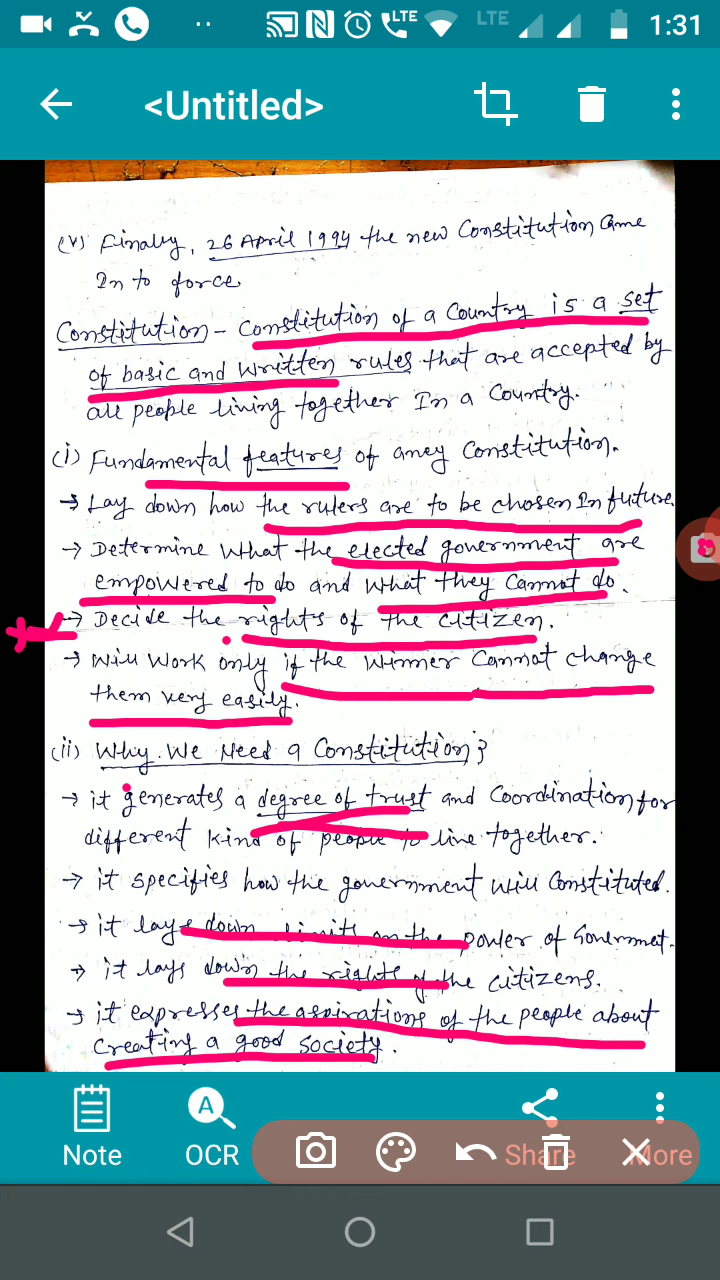 LTE LTE 1:31
<Untitled>
(v) Finally, 26 April 1994 the new Constitution Came
In to force
Constitution - Constitution of a Country is a set
of basic and written rules that are accepted by
all people living together In a Country.
(i) Fundamental features of aney Constitution.
→ Lay down how the rulers are to be chosen In future.
→ Determine what the elected government are
empowered to do and what they Cannot do.
→ Decide the right's of the citizen.
→ Will work only if the winner Cannot change
them very easily.
(ii) Why We Need a Constitution?
→ it generates a degree of trust and Coordination for
different kind of people to live together.
→ it specifies how the government will Constituted.
→ it lays down limits on the power of Govermet.
→ it lays down the rights of the citizens.
→ it expresses the aspirations of the people about
Creating a good society.
A
Note OCR Share More